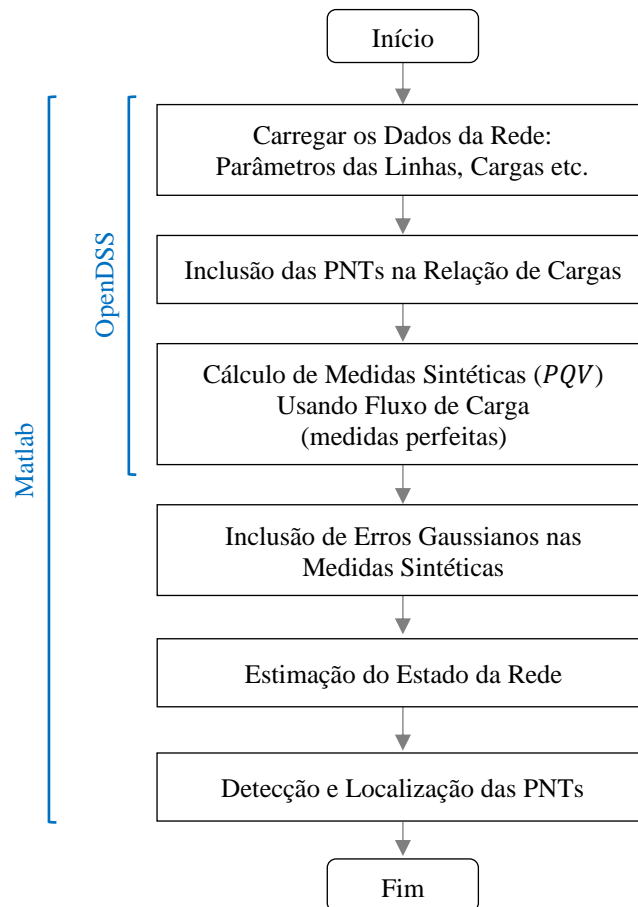 Início
Carregar os Dados da Rede:
Parâmetros das Linhas, Cargas etc.
Inclusão das PNTs na Relação de Cargas
OpenDSS
Cálculo de Medidas Sintéticas (PQV)
Usando Fluxo de Carga
(medidas perfeitas)
Matlab
Inclusão de Erros Gaussianos nas
Medidas Sintéticas
Estimação do Estado da Rede
Detecção e Localização das PNTs
Fim